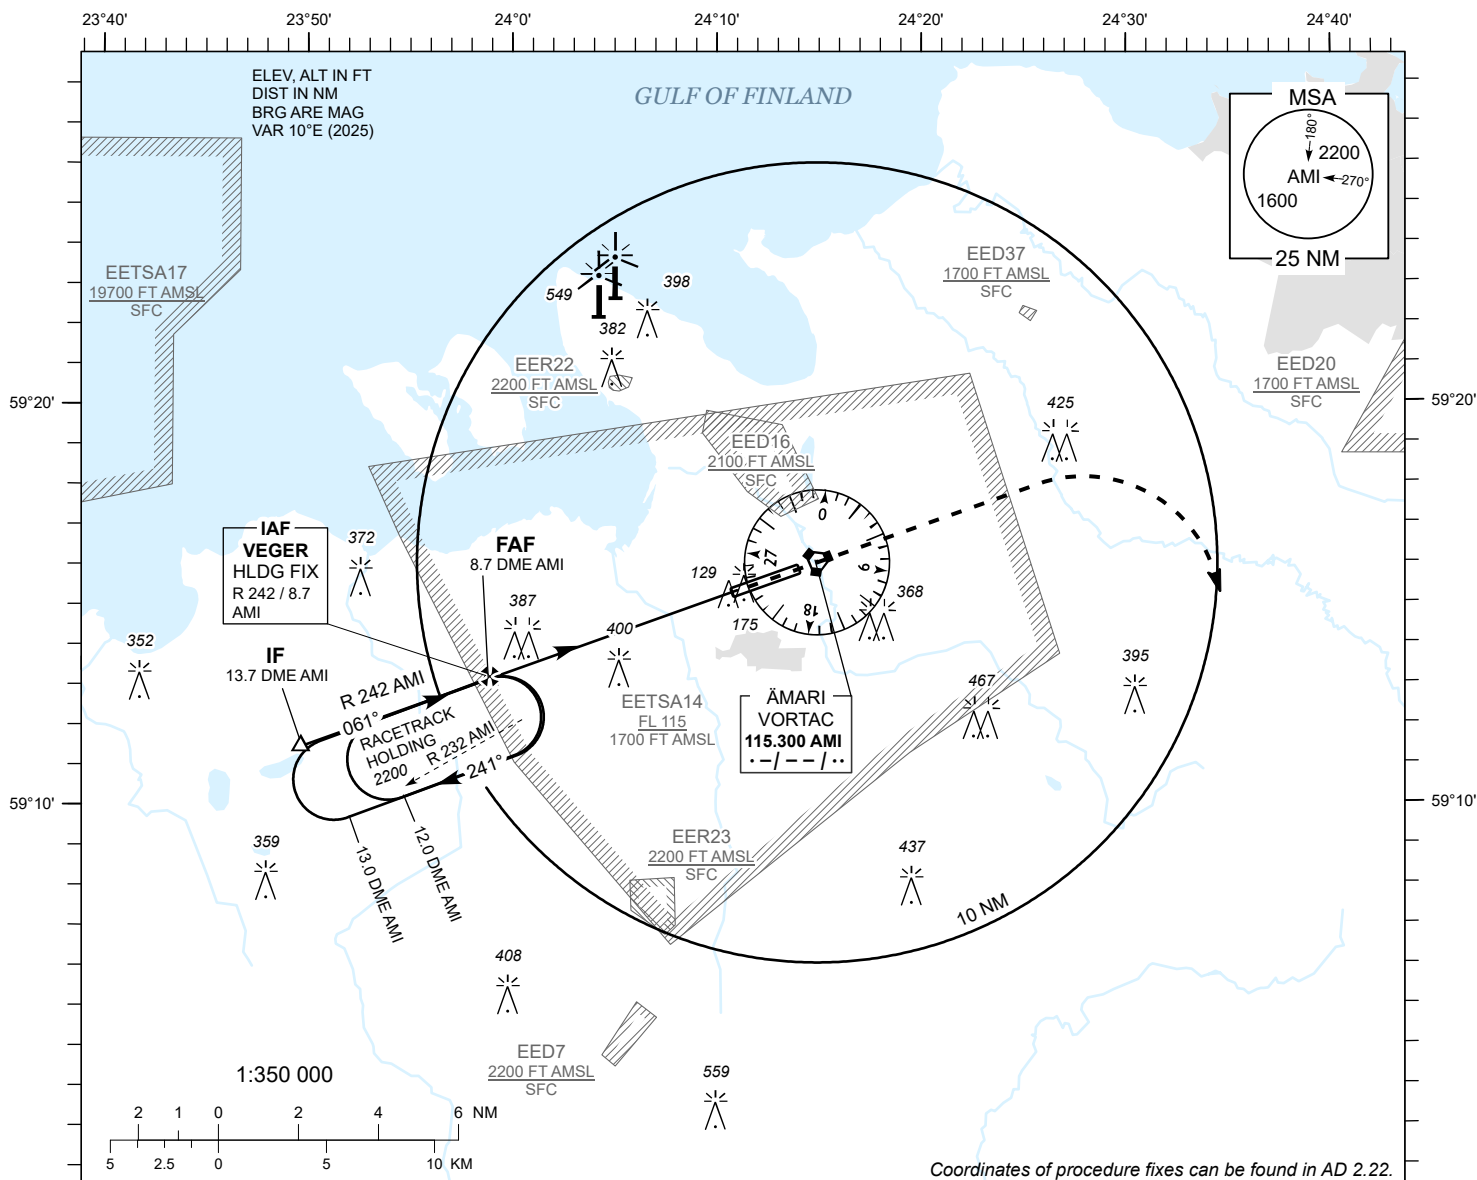 23°40'
23°50'
24°0'
24°10'
24°20'
24°30'
24°40'
ELEV, ALT IN FT
DIST IN NM
BRG ARE MAG
VAR 10°E (2025)
GULF OF FINLAND
MSA
180°
2200
AMI
270°
1600
25 NM
EETSA17
19700 FT AMSL
SFC
EED37
1700 FT AMSL
SFC
549
398
382
EER22
2200 FT AMSL
SFC
EED20
1700 FT AMSL
SFC
59°20'
59°20'
425
EED16
2100 FT AMSL
SFC
IAF
VEGER
HLDG FIX
R 242 / 8.7
AMI
372
FAF
8.7 DME AMI
0
27
9
18
129
175
368
387
400
352
IF
13.7 DME AMI
R 242 AMI
061°
RACETRACK
HOLDING
2200
R 232 AMI
241°
395
467
EETSA14
FL 115
1700 FT AMSL
ÄMARI
VORTAC
115.300 AMI
· – / – – / · ·
59°10'
59°10'
359
13.0 DME AMI
12.0 DME AMI
EER23
2200 FT AMSL
SFC
437
10 NM
408
EED7
2200 FT AMSL
SFC
559
1:350 000
2 1 0 2 4 6 NM
5 2.5 0 5 10 KM
Coordinates of procedure fixes can be found in AD 2.22.